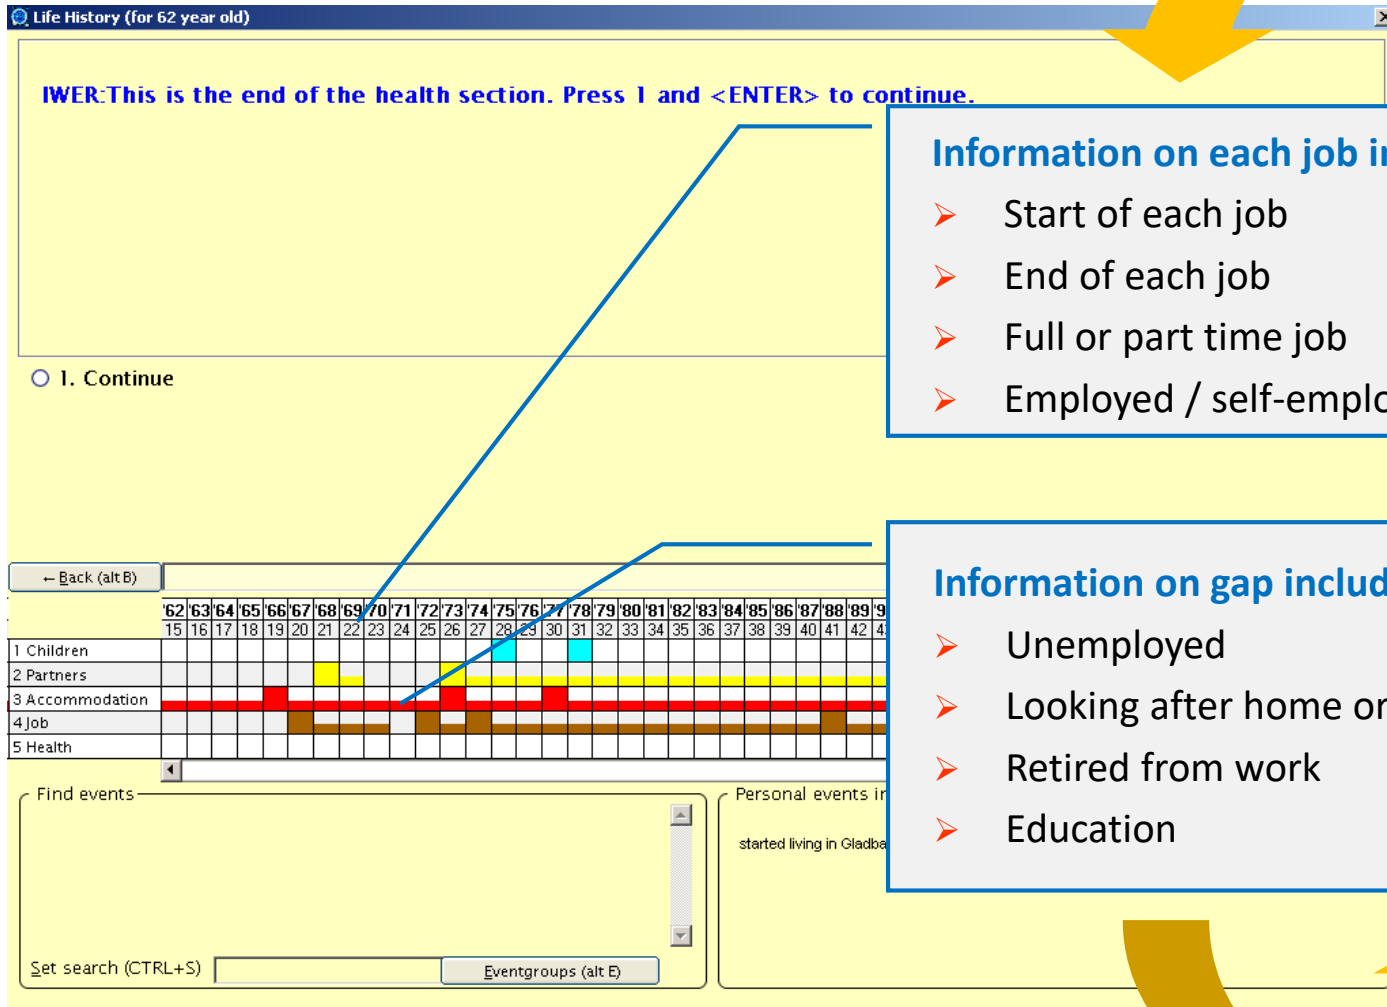 Life History (for 62 year old)
IWER:This is the end of the health section. Press 1 and <ENTER> to continue.
Information on each job i
➢ Start of each job
➢ End of each job
➢ Full or part time job
➢ Employed / self-emplo
1. Continue
← Back (alt B)
Information on gap includ
➢ Unemployed
➢ Looking after home or
➢ Retired from work
➢ Education
'62 '63 '64 '65 '66 '67 '68 '69 '70 '71 '72 '73 '74 '75 '76 '77 '78 '79 '80 '81 '82 '83 '84 '85 '86 '87 '88 '89 '9
15 16 17 18 19 20 21 22 23 24 25 26 27 28 29 30 31 32 33 34 35 36 37 38 39 40 41 42 4
1 Children
2 Partners
3 Accommodation
4 Job
5 Health
Find events
Personal events i
started living in Gladba
Set search (CTRL+S)
Eventgroups (alt E)